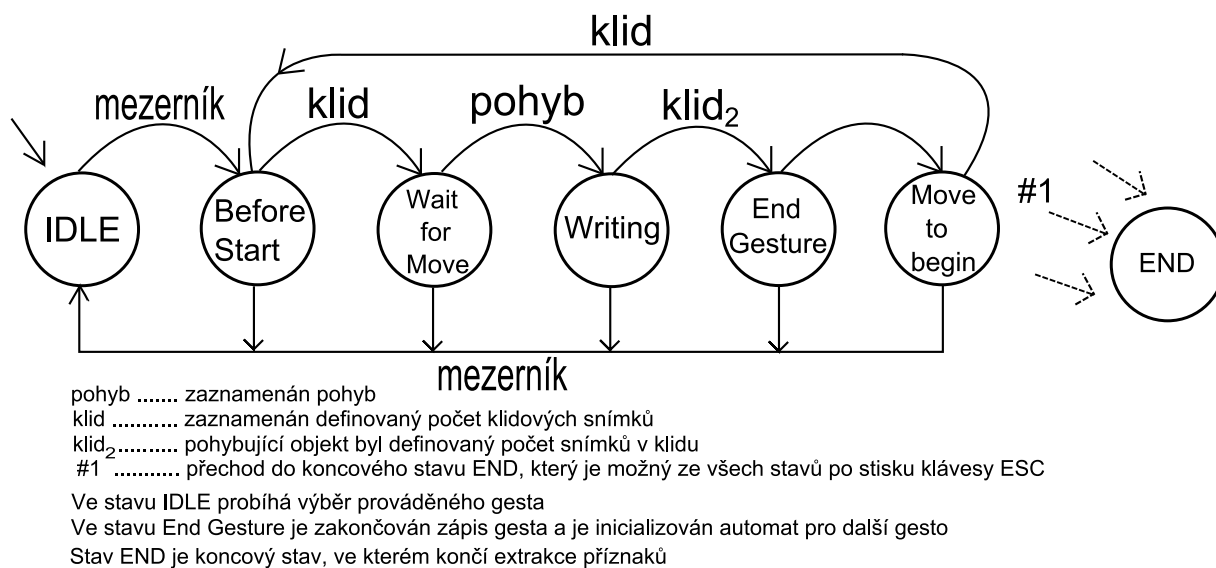 klid
mezerník
klid
pohyb
klid2
IDLE
Before
Start
Wait
for
Move
Writing
End
Gesture
Move
to
begin
#1
END
mezerník
pohyb ....... zaznamenán pohyb
klid ........... zaznamenán definovaný počet klidových snímků
klid2........... pohybující objekt byl definovaný počet snímků v klidu
#1 ........... přechod do koncového stavu END, který je možný ze všech stavů po stisku klávesy ESC
Ve stavu IDLE probíhá výběr prováděného gesta
Ve stavu End Gesture je zakončován zápis gesta a je inicializován automat pro další gesto
Stav END je koncový stav, ve kterém končí extrakce příznaků